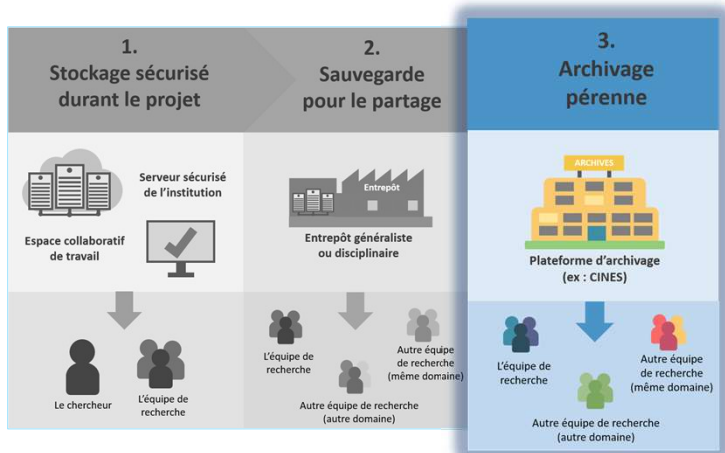 1.
Stockage sécurisé
durant le projet
2.
Sauvegarde
pour le partage
3.
Archivage
pérenne
Serveur sécurisé
de l'institution
Espace collaboratif
de travail
Entrepôt
Entrepôt généraliste
ou disciplinaire
ARCHIVES
Plateforme d'archivage
(ex : CINES)
Le chercheur
L'équipe de
recherche
L'équipe de
recherche
Autre équipe
de recherche
(même domaine)
Autre équipe de recherche
(autre domaine)
L'équipe de
recherche
Autre équipe
de recherche
(même domaine)
Autre équipe de recherche
(autre domaine)